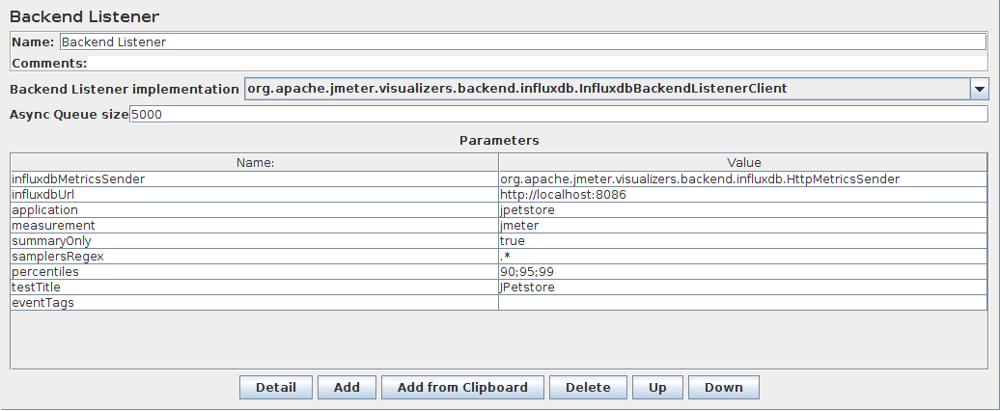 Backend Listener
Name: Backend Listener
Comments:
Backend Listener implementation org.apache.jmeter.visualizers.backend.influxdb.InfluxdbBackendListenerClient
Async Queue size 5000
Parameters
Name: Value
influxdbMetricsSender org.apache.jmeter.visualizers.backend.influxdb.HttpMetricsSender
influxdbUrl http://localhost:8086
application jpetstore
measurement jmeter
summaryOnly true
samplersRegex .*
percentiles 90;95;99
testTitle JPetstore
eventTags
Detail Add Add from Clipboard Delete Up Down